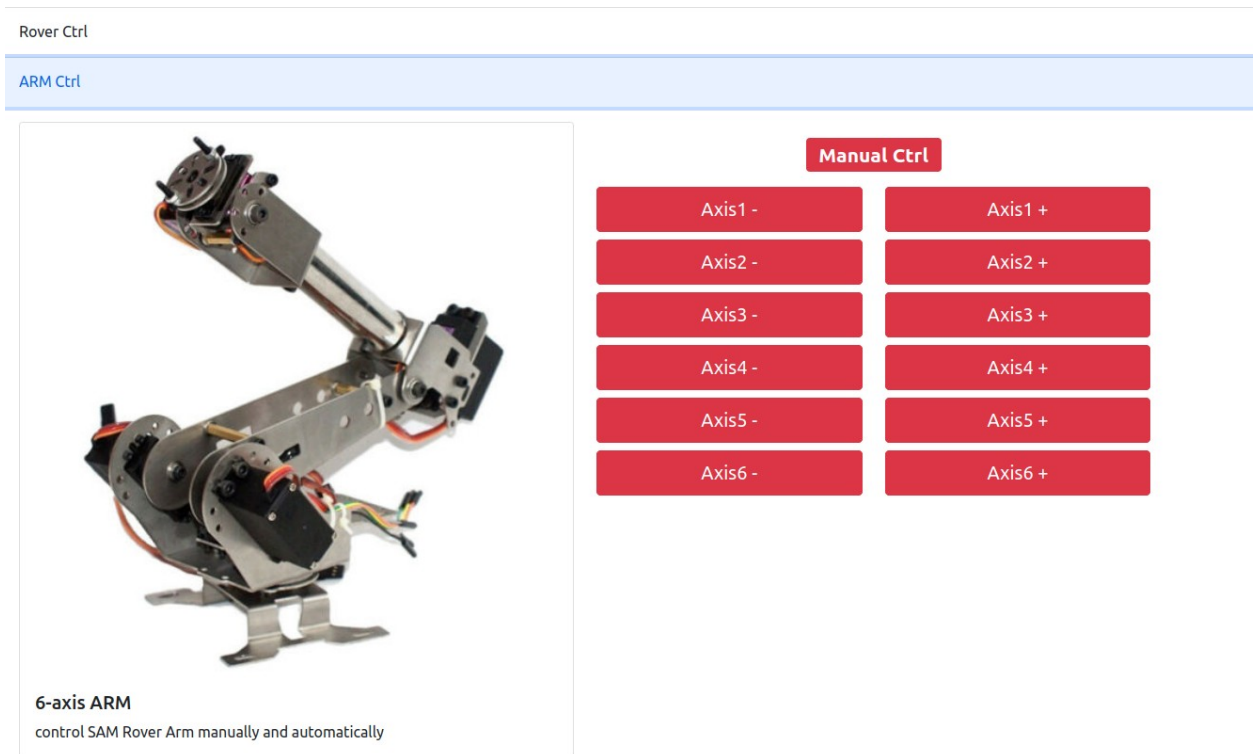 Rover Ctrl
ARM Ctrl
Manual Ctrl
Axis1 - Axis1 +
Axis2 - Axis2 +
Axis3 - Axis3 +
Axis4 - Axis4 +
Axis5 - Axis5 +
Axis6 - Axis6 +
6-axis ARM
control SAM Rover Arm manually and automatically